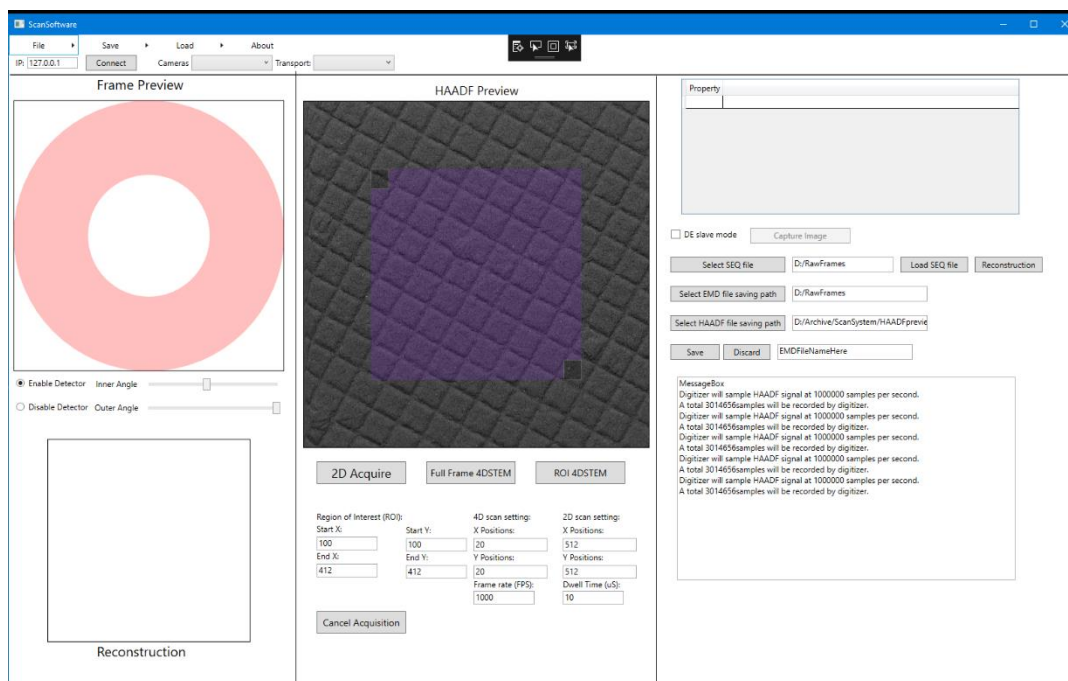 ScanSoftware
File Save Load About
IP: 127.0.0.1 Connect Cameras Transport:
Frame Preview
Enable Detector Inner Angle
Disable Detector Outer Angle
Reconstruction
HAADF Preview
2D Acquire Full Frame 4DSTEM ROI 4DSTEM
Region of Interest (ROI): 4D scan setting: 2D scan setting:
Start X: Start Y: X Positions: X Positions:
100 100 20 512
End X: End Y: Y Positions: Y Positions:
412 412 20 512
Frame rate (FPS): Dwell Time (uS):
1000 10
Cancel Acquisition
Property
DE slave mode Capture Image
Select SEQ file D:/RawFrames Load SEQ file Reconstruction
Select EMD file saving path D:/RawFrames
Select HAADF file saving path D:/Archive/ScanSystem/HAADFprevie
Save Discard EMDFileNameHere
MessageBox
Digitizer will sample HAADF signal at 1000000 samples per second.
A total 3014656samples will be recorded by digitizer.
Digitizer will sample HAADF signal at 1000000 samples per second.
A total 3014656samples will be recorded by digitizer.
Digitizer will sample HAADF signal at 1000000 samples per second.
A total 3014656samples will be recorded by digitizer.
Digitizer will sample HAADF signal at 1000000 samples per second.
A total 3014656samples will be recorded by digitizer.
Digitizer will sample HAADF signal at 1000000 samples per second.
A total 3014656samples will be recorded by digitizer.